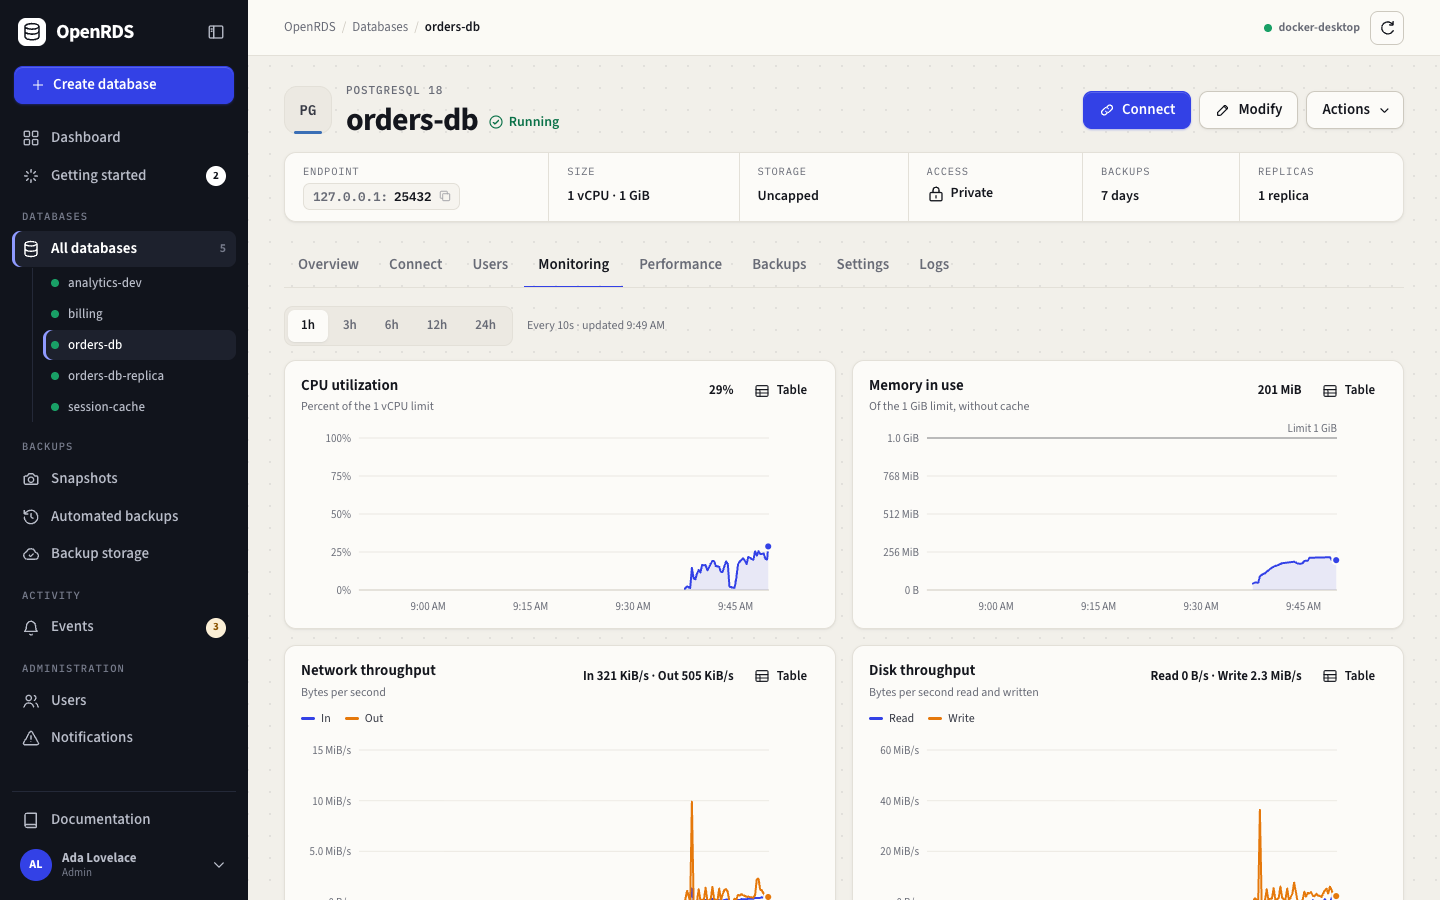 OpenRDS
Create database
Dashboard
Getting started 2
DATABASES
All databases 5
analytics-dev
billing
orders-db
orders-db-replica
session-cache
BACKUPS
Snapshots
Automated backups
Backup storage
ACTIVITY
Events 3
ADMINISTRATION
Users
Notifications
Documentation
AL Ada Lovelace
Admin
OpenRDS / Databases / orders-db
docker-desktop
PG
POSTGRESQL 18
orders-db Running
Connect Modify Actions
ENDPOINT
127.0.0.1: 25432
SIZE
1 vCPU · 1 GiB
STORAGE
Uncapped
ACCESS
Private
BACKUPS
7 days
REPLICAS
1 replica
Overview Connect Users Monitoring Performance Backups Settings Logs
1h 3h 6h 12h 24h Every 10s · updated 9:49 AM
CPU utilization 29% Table
Percent of the 1 vCPU limit
100%
75%
50%
25%
0%
9:00 AM 9:15 AM 9:30 AM 9:45 AM
Memory in use 201 MiB Table
Of the 1 GiB limit, without cache
Limit 1 GiB
1.0 GiB
768 MiB
512 MiB
256 MiB
0 B
9:00 AM 9:15 AM 9:30 AM 9:45 AM
Network throughput In 321 KiB/s · Out 505 KiB/s Table
Bytes per second
In Out
15 MiB/s
10 MiB/s
5.0 MiB/s
Disk throughput Read 0 B/s · Write 2.3 MiB/s Table
Bytes per second read and written
Read Write
60 MiB/s
40 MiB/s
20 MiB/s